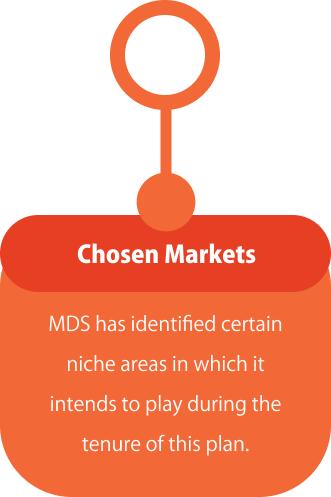 Chosen Markets
MDS has identified certain
niche areas in which it
intends to play during the
tenure of this plan.